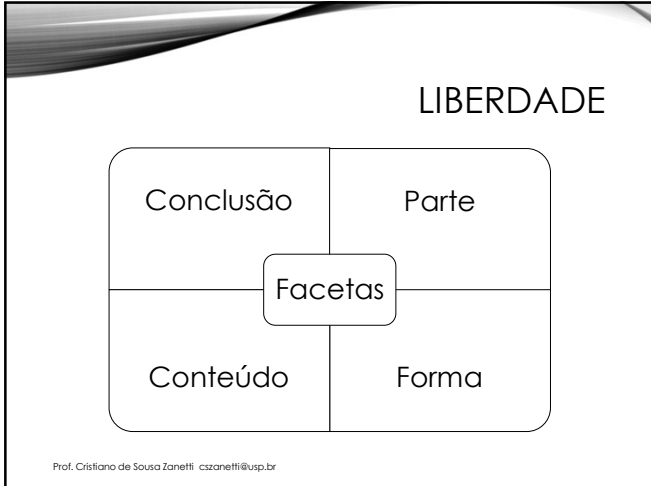 LIBERDADE
Conclusão
Parte
Facetas
Conteúdo
Forma
Prof. Cristiano de Sousa Zanetti cszanetti@usp.br